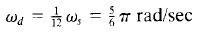 ω_d = 1/12 ω_s = 5/6 π rad/sec